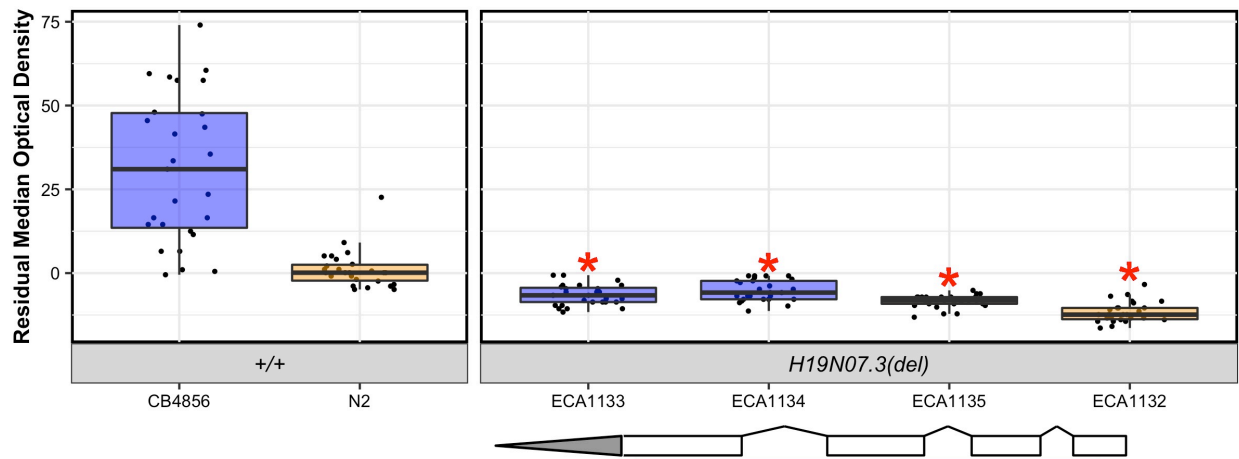 Residual Median Optical Density
75
50
25
0
*
*
*
*
+/+
H19N07.3(del)
CB4856
N2
ECA1133
ECA1134
ECA1135
ECA1132